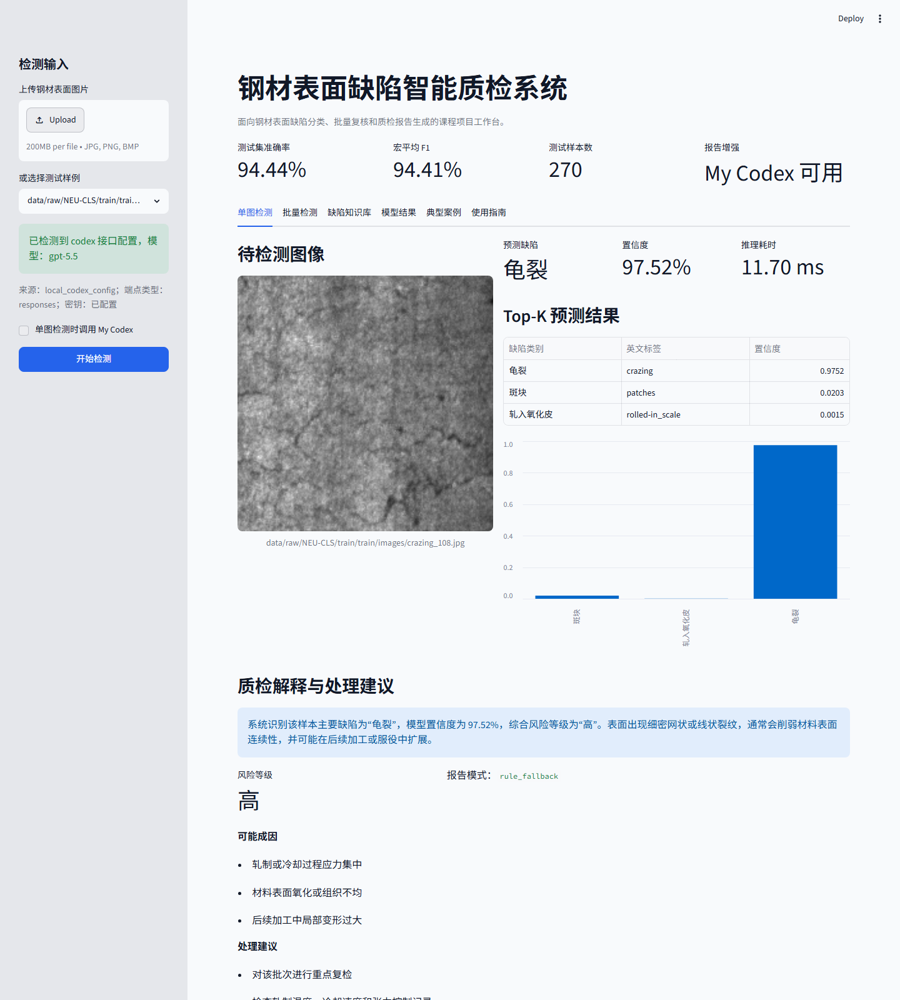 Deploy
检测输入
上传钢材表面图片
Upload
200MB per file • JPG, PNG, BMP
或选择测试样例
data/raw/NEU-CLS/train/trai...
已检测到 codex 接口配置，模
型：gpt-5.5
来源：local_codex_config；端点类型：
responses；密钥：已配置
单图检测时调用 My Codex
开始检测
钢材表面缺陷智能质检系统
面向钢材表面缺陷分类、批量复核和质检报告生成的课程项目工作台。
测试集准确率
94.44%
宏平均 F1
94.41%
测试样本数
270
报告增强
My Codex 可用
单图检测 批量检测 缺陷知识库 模型结果 典型案例 使用指南
待检测图像
data/raw/NEU-CLS/train/train/images/crazing_108.jpg
预测缺陷
龟裂
置信度
97.52%
推理耗时
11.70 ms
Top-K 预测结果
缺陷类别 英文标签 置信度
龟裂 crazing 0.9752
斑块 patches 0.0203
轧入氧化皮 rolled-in_scale 0.0015
1.0
0.8
0.6
0.4
0.2
0.0
斑块
轧入氧化皮
龟裂
质检解释与处理建议
系统识别该样本主要缺陷为“龟裂”，模型置信度为 97.52%，综合风险等级为“高”。表面出现细密网状或线状裂纹，通常会削弱材料表面
连续性，并可能在后续加工或服役中扩展。
风险等级
高
报告模式： rule_fallback
可能成因
• 轧制或冷却过程应力集中
• 材料表面氧化或组织不均
• 后续加工中局部变形过大
处理建议
• 对该批次进行重点复检